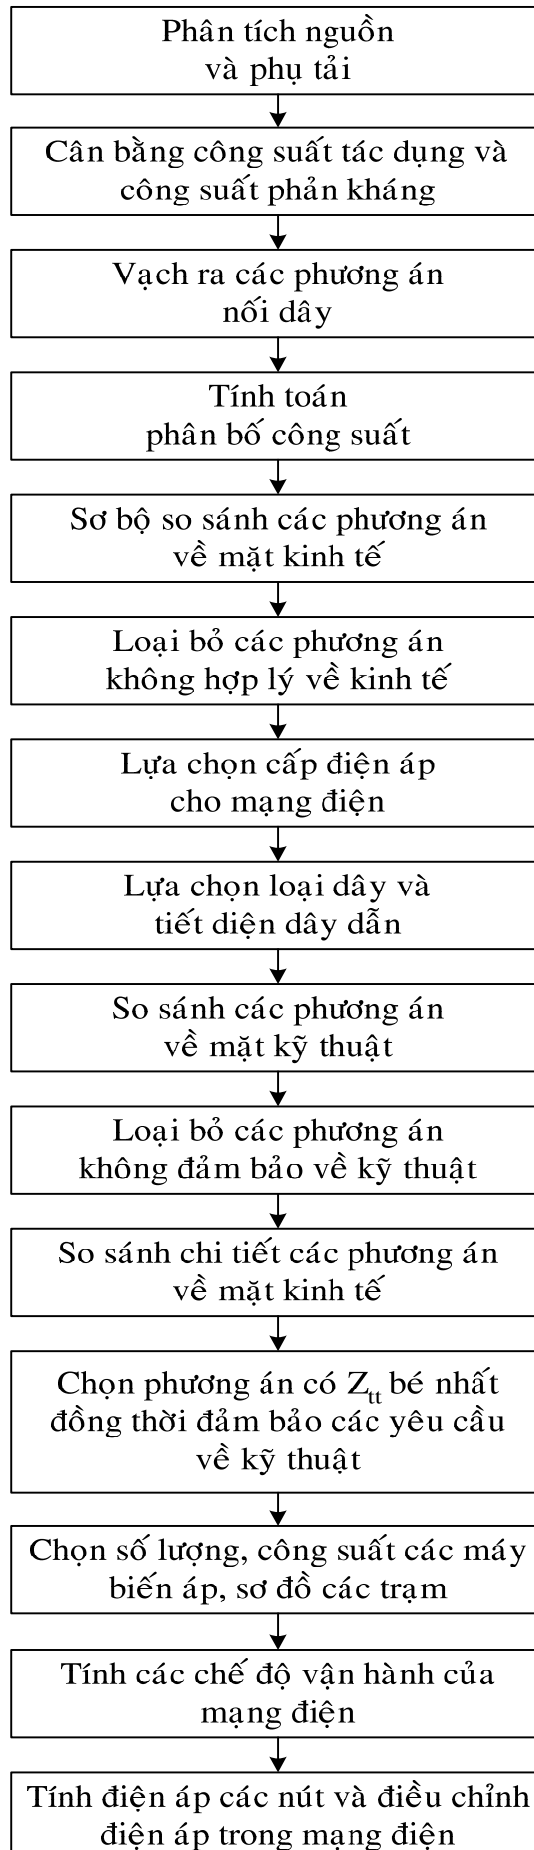 Phân tích nguồn
và phụ tải
Cân bằng công suất tác dụng và
công suất phản kháng
Vạch ra các phương án
nối dây
Tính toán
phân bố công suất
Sơ bộ so sánh các phương án
về mặt kinh tế
Loại bỏ các phương án
không hợp lý về kinh tế
Lựa chọn cấp điện áp
cho mạng điện
Lựa chọn loại dây và
tiết diện dây dẫn
So sánh các phương án
về mặt kỹ thuật
Loại bỏ các phương án
không đảm bảo về kỹ thuật
So sánh chi tiết các phương án
về mặt kinh tế
Chọn phương án có Z_tt bé nhất
đồng thời đảm bảo các yêu cầu
về kỹ thuật
Chọn số lượng, công suất các máy
biến áp, sơ đồ các trạm
Tính các chế độ vận hành của
mạng điện
Tính điện áp các nút và điều chỉnh
điện áp trong mạng điện